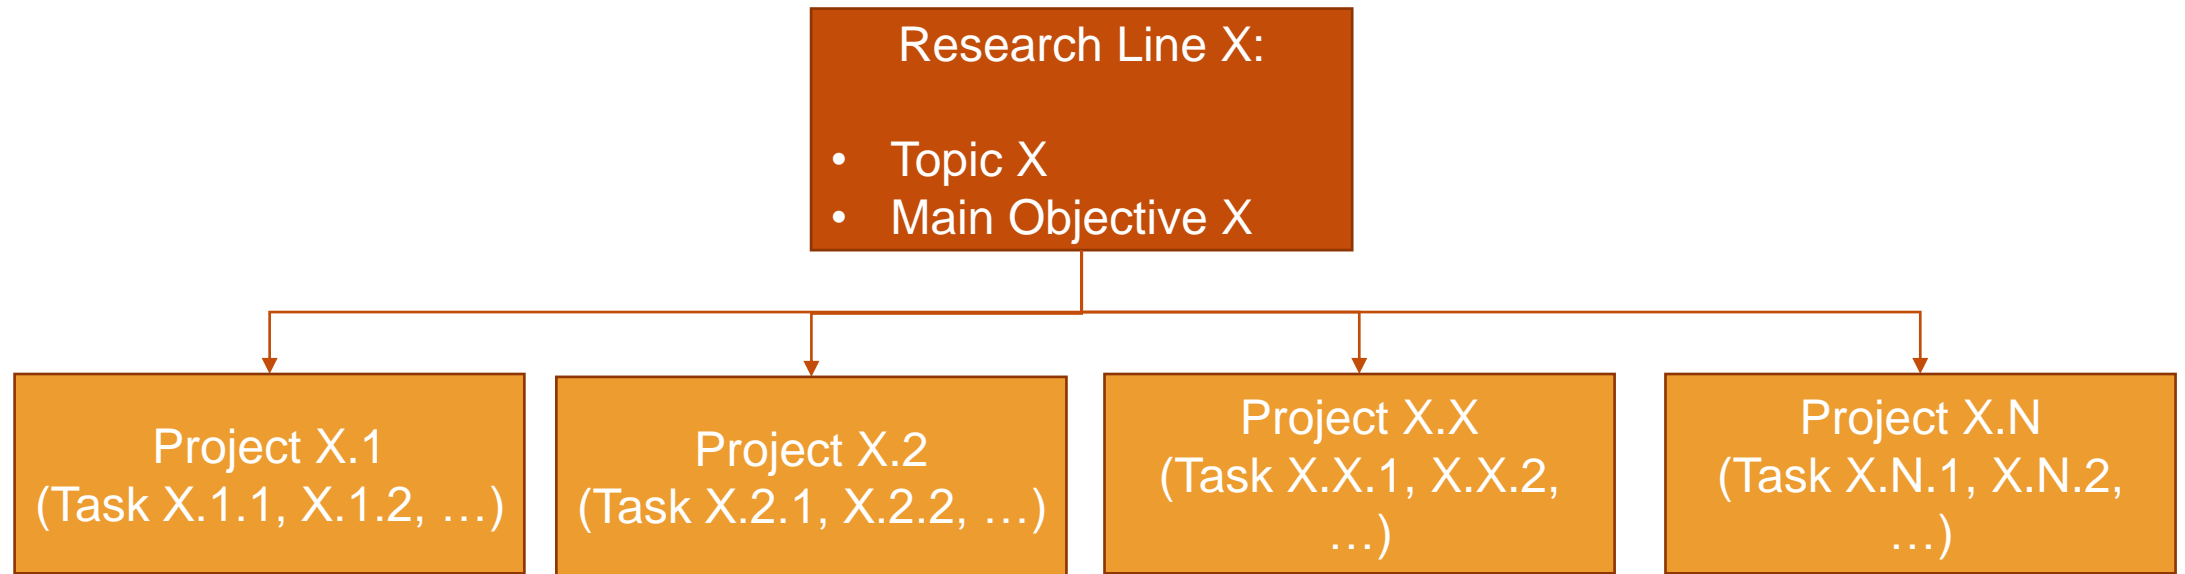 Research Line X:
• Topic X
• Main Objective X
Project X.1
(Task X.1.1, X.1.2, …)
Project X.2
(Task X.2.1, X.2.2, …)
Project X.X
(Task X.X.1, X.X.2,
…)
Project X.N
(Task X.N.1, X.N.2,
…)